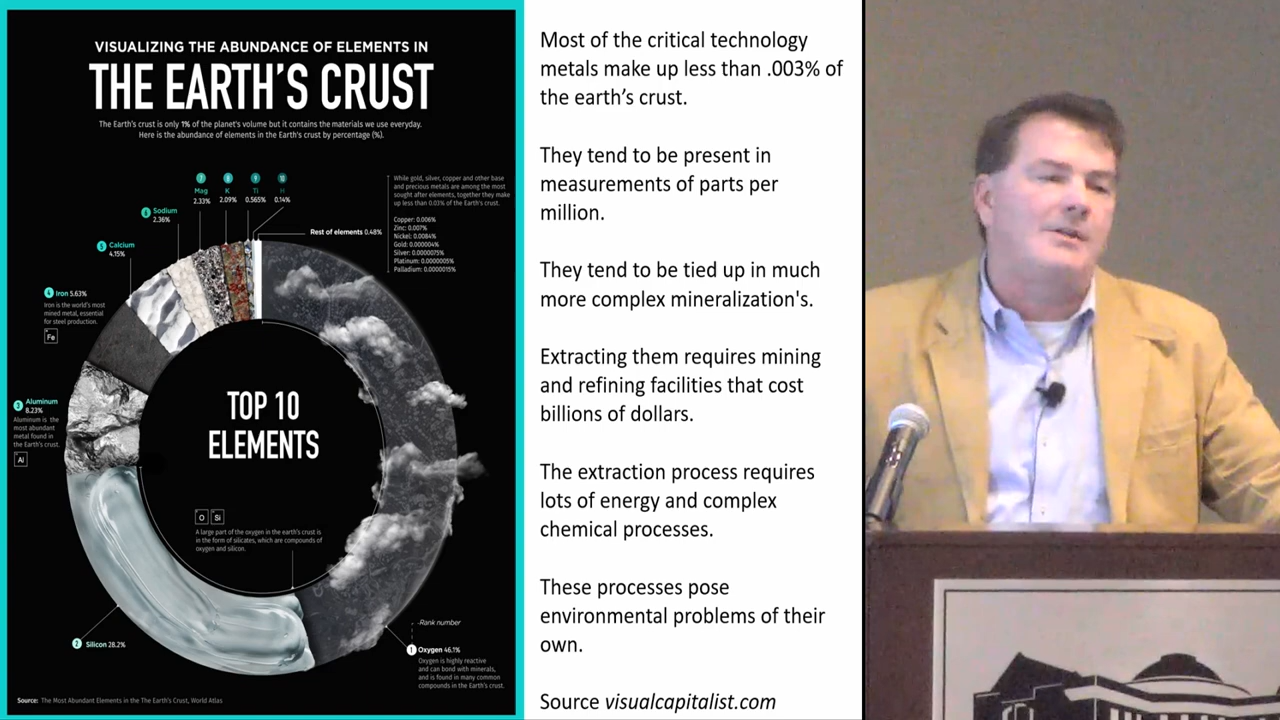 VISUALIZING THE ABUNDANCE OF ELEMENTS IN
THE EARTH'S CRUST
The Earth's crust is only 1% of the planet's volume but it contains the materials we use everyday.
Here is the abundance of elements in the Earth's crust by percentage (%).
7
Mag
2.33%
8
K
2.09%
9
Ti
0.565%
10
H
0.14%
6 Sodium
2.36%
5 Calcium
4.15%
4 Iron 5.63%
Iron is the world's most
mined metal, essential
for steel production.
Fe
3 Aluminum
8.23%
Aluminum is the
most abundant
metal found in
the Earth's crust.
Al
Rest of elements 0.48%
While gold, silver, copper and other base
and precious metals are among the most
sought after elements, together they make
up less than 0.03% of the Earth's crust.
Copper: 0.006%
Zinc: 0.007%
Nickel: 0.0084%
Gold: 0.000004%
Silver: 0.0000075%
Platinum: 0.0000005%
Palladium: 0.0000015%
TOP 10
ELEMENTS
O Si
A large part of the oxygen in the earth's crust is
in the form of silicates, which are compounds of
oxygen and silicon.
2 Silicon 28.2%
Rank number
1 Oxygen 46.1%
Oxygen is highly reactive
and can bond with minerals,
and is found in many common
compounds in the Earth's crust.
Source: The Most Abundant Elements in the The Earth's Crust, World Atlas
Most of the critical technology
metals make up less than .003% of
the earth's crust.
They tend to be present in
measurements of parts per
million.
They tend to be tied up in much
more complex mineralization's.
Extracting them requires mining
and refining facilities that cost
billions of dollars.
The extraction process requires
lots of energy and complex
chemical processes.
These processes pose
environmental problems of their
own.
Source visualcapitalist.com